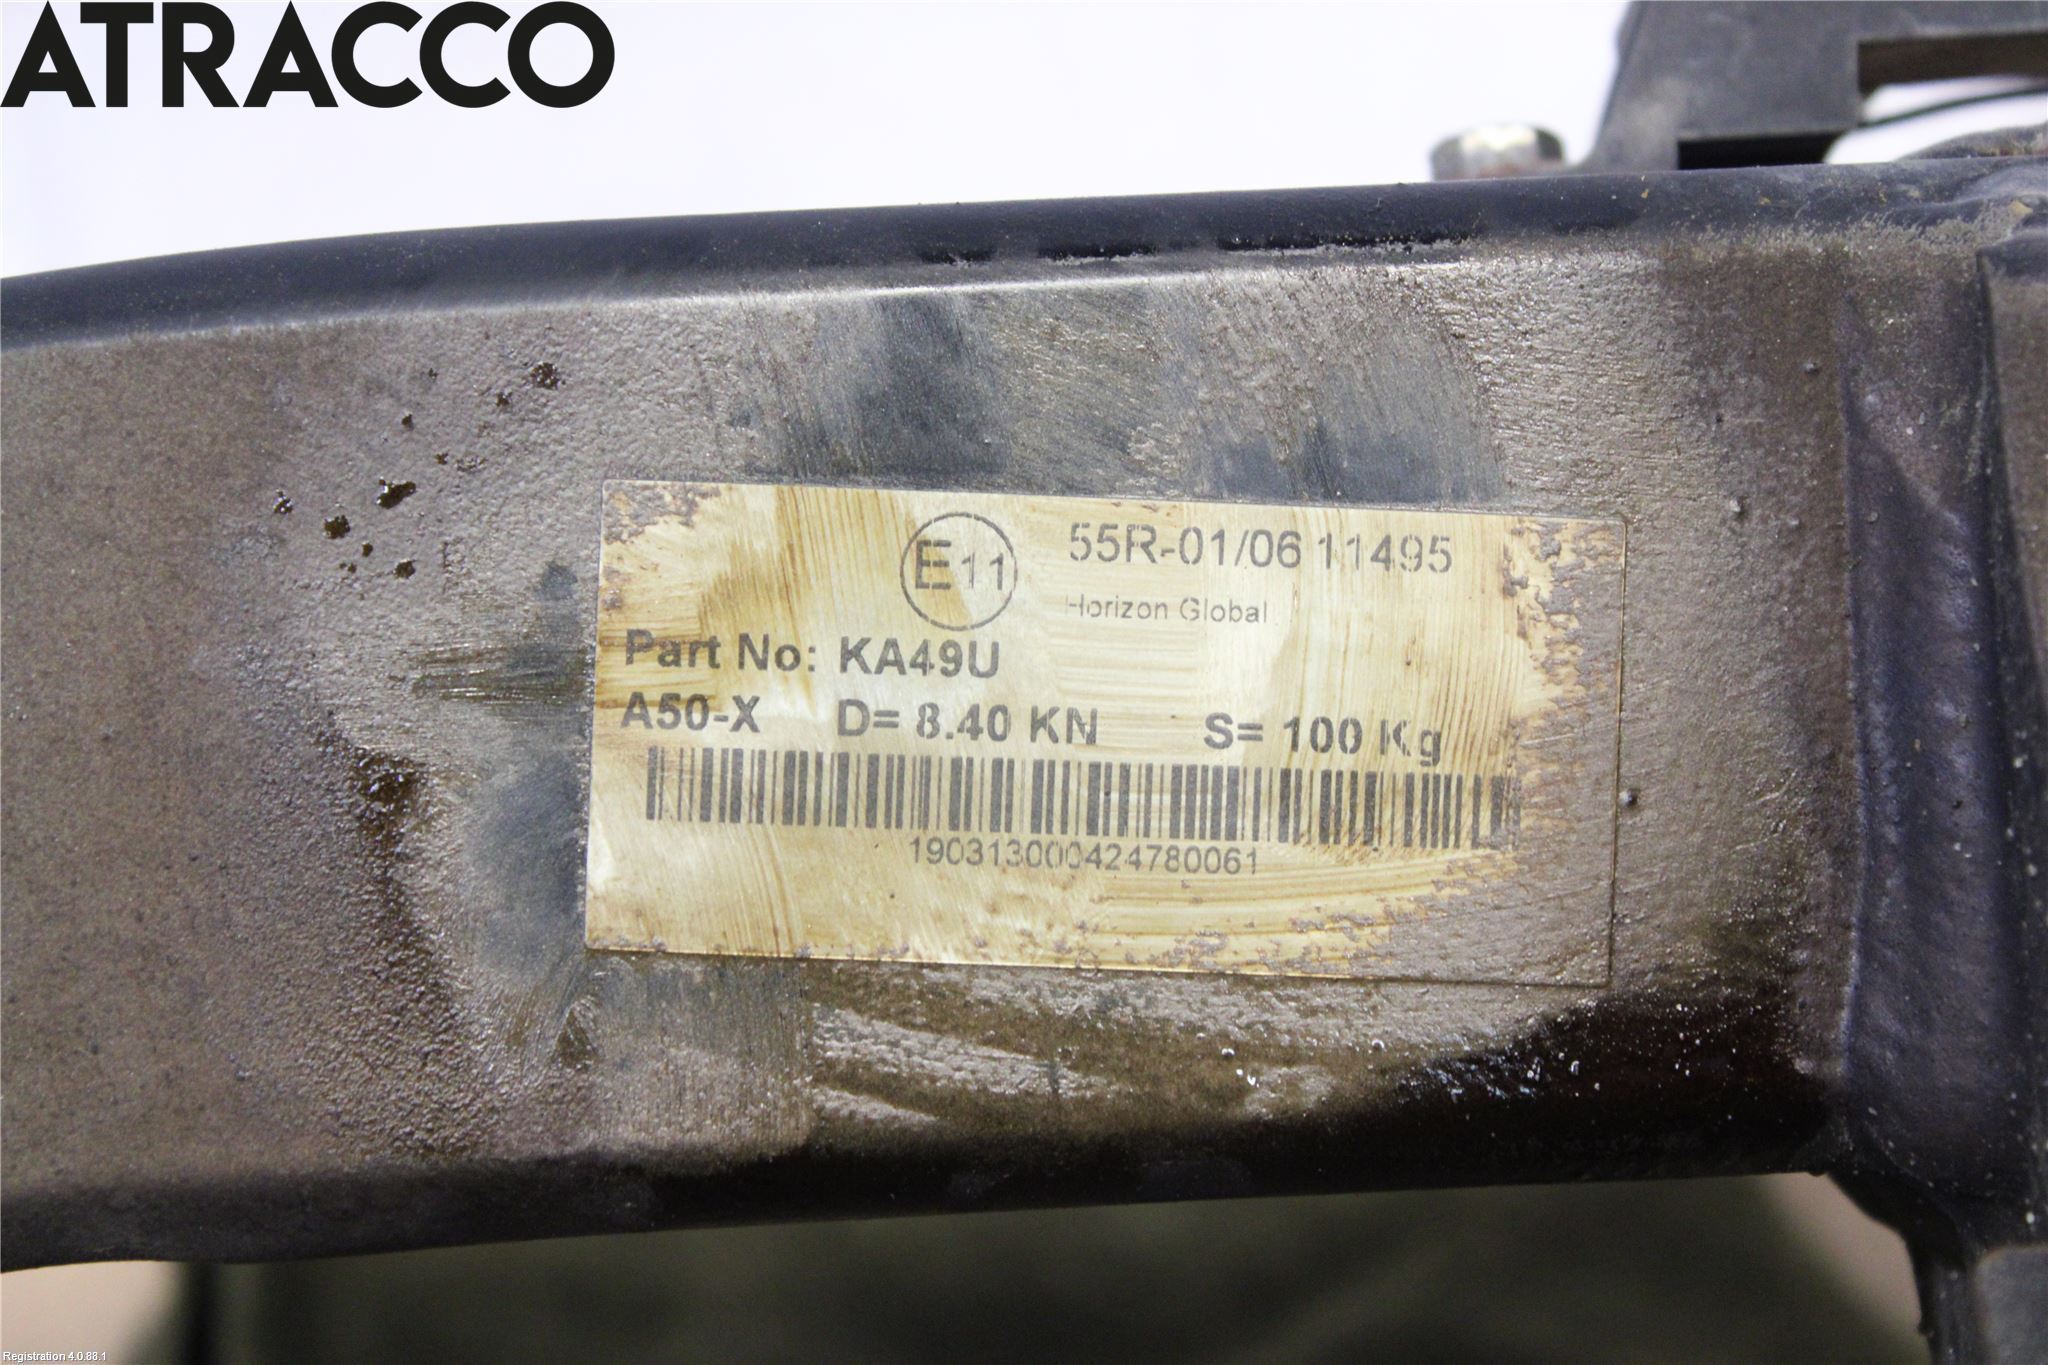 ATRACCO
E11
55R-01/06 11495
Horizon Global
Part No: KA49U
A50-X D= 8.40 KN S= 100 Kg
190313000424780061
Registration 4.0.88.1